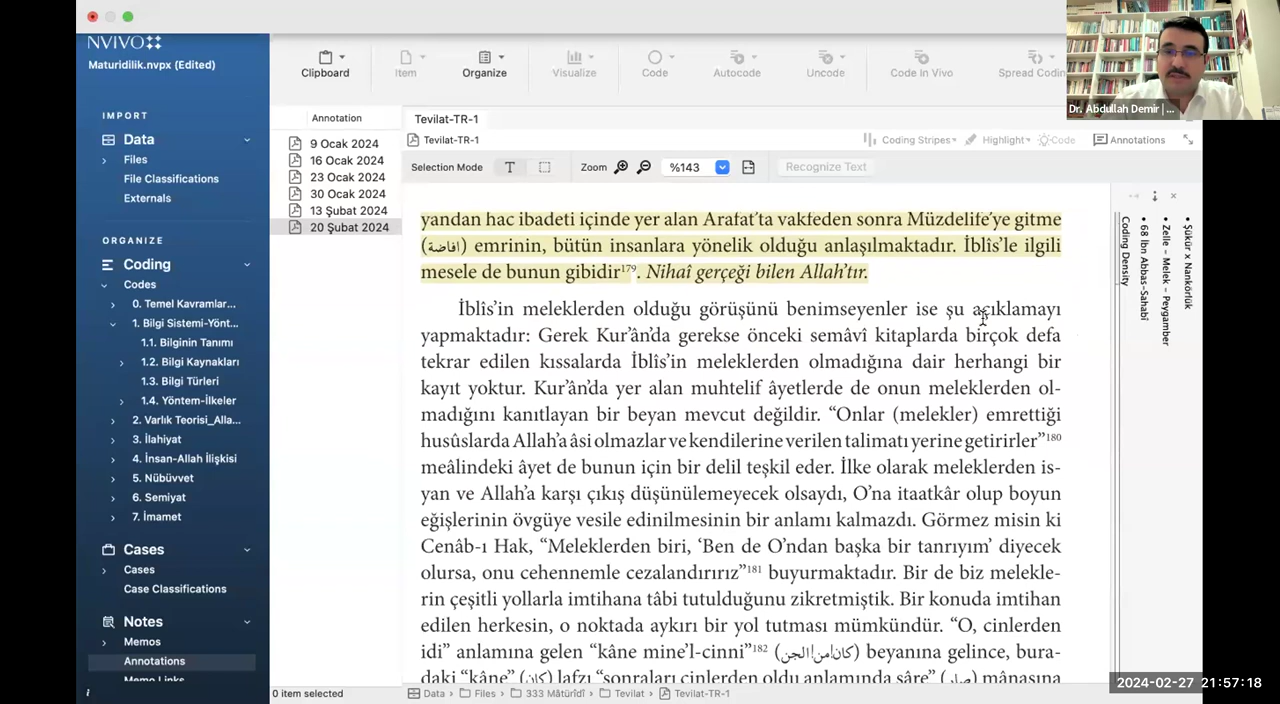 NVIVO
Maturidilik.nvpx (Edited)
IMPORT
Data
Files
File Classifications
Externals
ORGANIZE
Coding
Codes
0. Temel Kavramlar...
1. Bilgi Sistemi-Yönt...
1.1. Bilginin Tanımı
1.2. Bilgi Kaynakları
1.3. Bilgi Türleri
1.4. Yöntem-İlkeler
2. Varlık Teorisi_Alla...
3. İlahiyat
4. İnsan-Allah İlişkisi
5. Nübüvvet
6. Semiyat
7. İmamet
Cases
Cases
Case Classifications
Notes
Memos
Annotations
Memo Links
Clipboard
Item
Organize
Visualize
Code
Autocode
Uncode
Code In Vivo
Spread Codin
Dr. Abdullah Demir | ...
Annotation
9 Ocak 2024
16 Ocak 2024
23 Ocak 2024
30 Ocak 2024
13 Şubat 2024
20 Şubat 2024
0 item selected
Tevilat-TR-1
Tevilat-TR-1
Coding Stripes
Highlight
Code
Annotations
Selection Mode
T
Zoom
%143
Recognize Text
yandan hac ibadeti içinde yer alan Arafat’ta vakfeden sonra Müzdelife’ye gitme
(افاضة) emrinin, bütün insanlara yönelik olduğu anlaşılmaktadır. İblîs’le ilgili
mesele de bunun gibidir179. Nihaî gerçeği bilen Allah’tır.
İblîs’in meleklerden olduğu görüşünü benimseyenler ise şu açıklamayı
yapmaktadır: Gerek Kur’ân’da gerekse önceki semâvî kitaplarda birçok defa
tekrar edilen kıssalarda İblîs’in meleklerden olmadığına dair herhangi bir
kayıt yoktur. Kur’ân’da yer alan muhtelif âyetlerde de onun meleklerden ol-
madığını kanıtlayan bir beyan mevcut değildir. “Onlar (melekler) emrettiği
husûslarda Allah’a âsi olmazlar ve kendilerine verilen talimatı yerine getirirler”180
meâlindeki âyet de bunun için bir delil teşkil eder. İlke olarak meleklerden is-
yan ve Allah’a karşı çıkış düşünülemeyecek olsaydı, O’na itaatkâr olup boyun
eğişlerinin övgüye vesile edinilmesinin bir anlamı kalmazdı. Görmez misin ki
Cenâb-ı Hak, “Meleklerden biri, ‘Ben de O’ndan başka bir tanrıyım’ diyecek
olursa, onu cehennemle cezalandırırız”181 buyurmaktadır. Bir de biz melekle-
rin çeşitli yollarla imtihana tâbi tutulduğunu zikretmiştik. Bir konuda imtihan
edilen herkesin, o noktada aykırı bir yol tutması mümkündür. “O, cinlerden
idi” anlamına gelen “kâne mine’l-cinni”182 (كان من الجن) beyanına gelince, bura-
daki “kâne” (كان) lafzı “sonraları cinlerden oldu anlamında sâre” (صار) mânasına
Şükür x Nankörlük
Zelle - Melek - Peygamber
68 İbn Abbas-Sahabî
Coding Density
Data
Files
333 Mâtürîdî
Tevilat
Tevilat-TR-1
2024-02-27 21:57:18